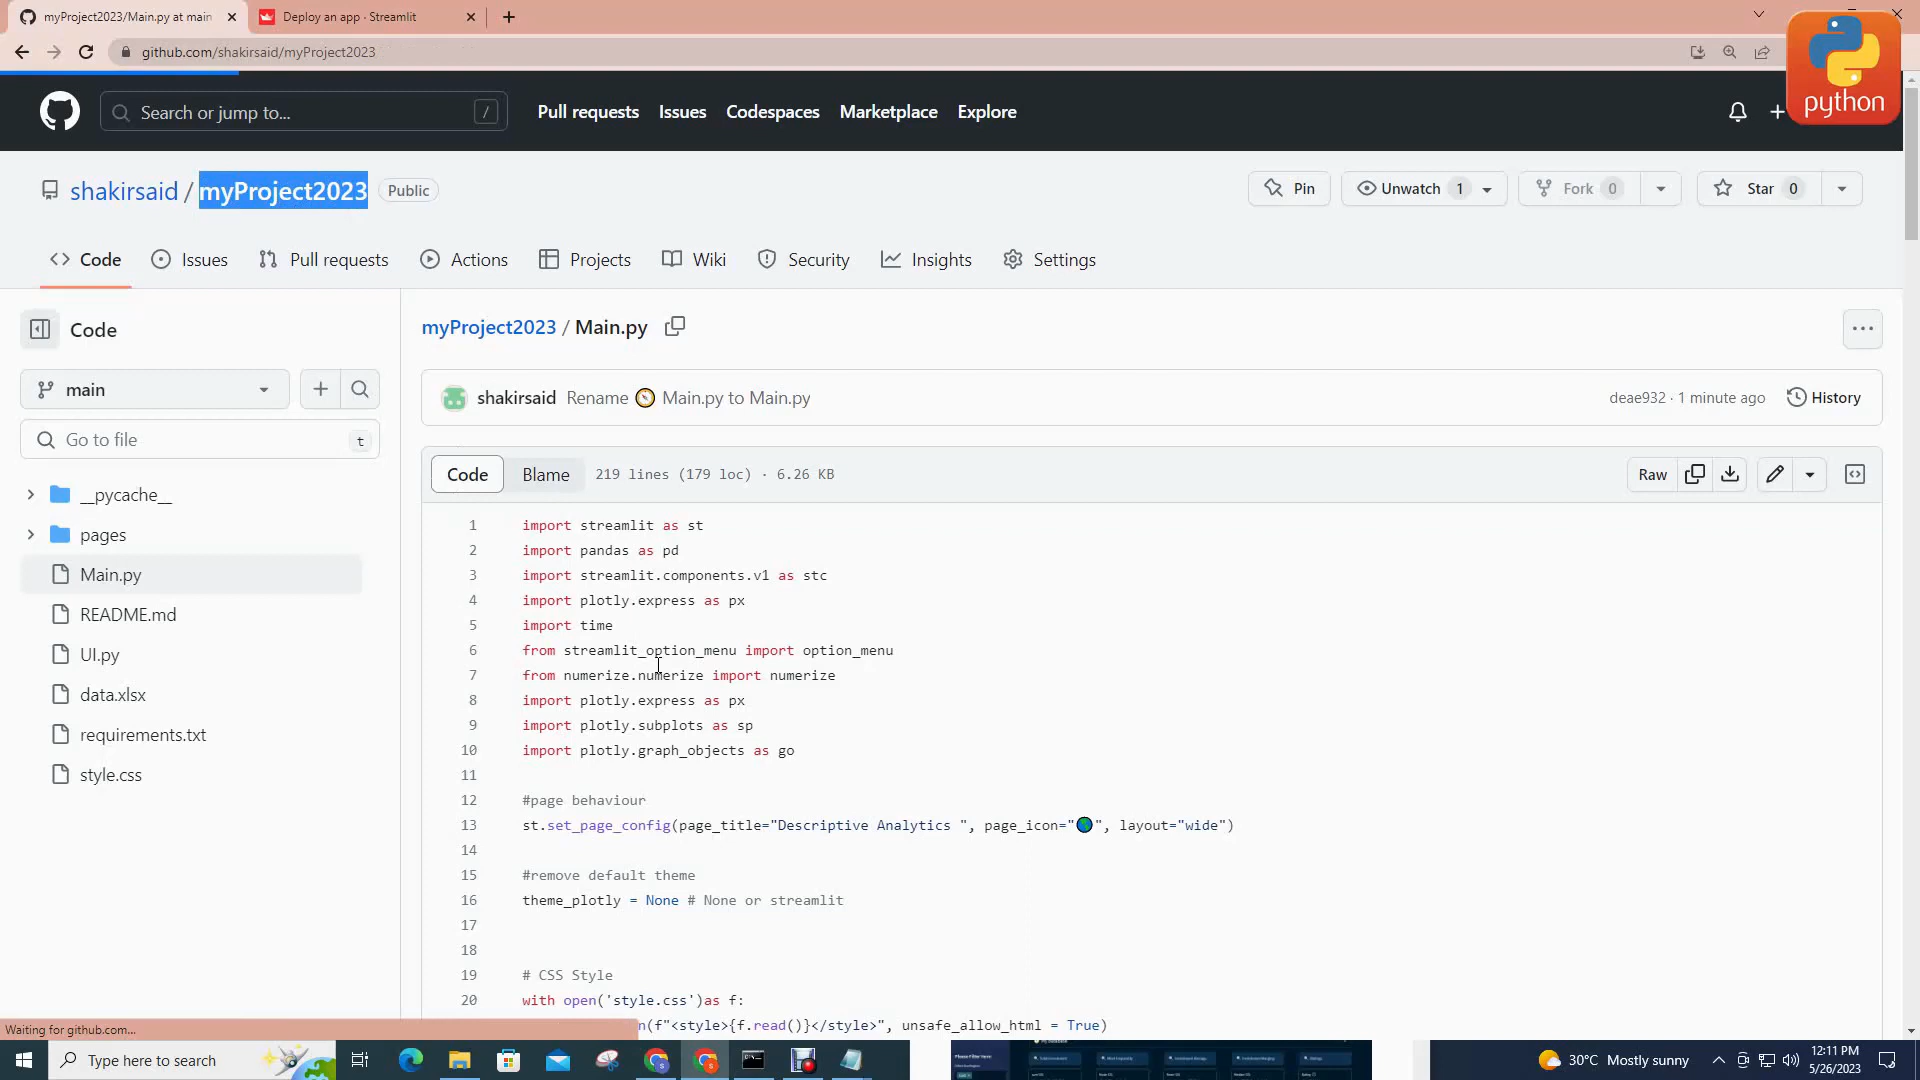 myProject2023/Main.py at main
Deploy an app · Streamlit
github.com/shakirsaid/myProject2023
python
Search or jump to...
/
Pull requests
Issues
Codespaces
Marketplace
Explore
shakirsaid / myProject2023
Public
Pin
Unwatch 1
Fork 0
Star 0
Code
Issues
Pull requests
Actions
Projects
Wiki
Security
Insights
Settings
Code
main
Go to file
t
__pycache__
pages
Main.py
README.md
UI.py
data.xlsx
requirements.txt
style.css
myProject2023 / Main.py
shakirsaid Rename Main.py to Main.py
deae932 · 1 minute ago
History
Code
Blame
219 lines (179 loc) · 6.26 KB
Raw
1 import streamlit as st
2 import pandas as pd
3 import streamlit.components.v1 as stc
4 import plotly.express as px
5 import time
6 from streamlit_option_menu import option_menu
7 from numerize.numerize import numerize
8 import plotly.express as px
9 import plotly.subplots as sp
10 import plotly.graph_objects as go
11
12 #page behaviour
13 st.set_page_config(page_title="Descriptive Analytics ", page_icon="🌎", layout="wide")
14
15 #remove default theme
16 theme_plotly = None # None or streamlit
17
18
19 # CSS Style
20 with open('style.css')as f:
n(f"<style>{f.read()}</style>", unsafe_allow_html = True)
Waiting for github.com...
Type here to search
30°C Mostly sunny
12:11 PM
5/26/2023